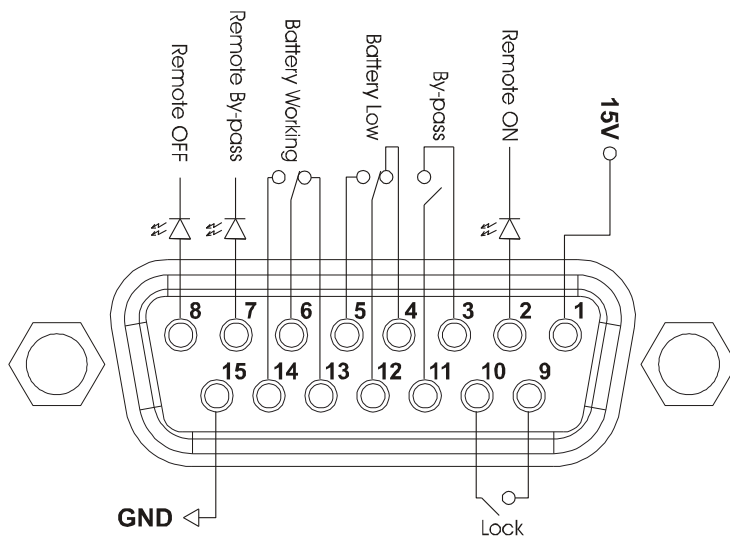 Remote OFF
Remote By-pass
Battery Working
Battery Low
By-pass
Remote ON
15V
8 7 6 5 4 3 2 1
15 14 13 12 11 10 9
GND
Lock